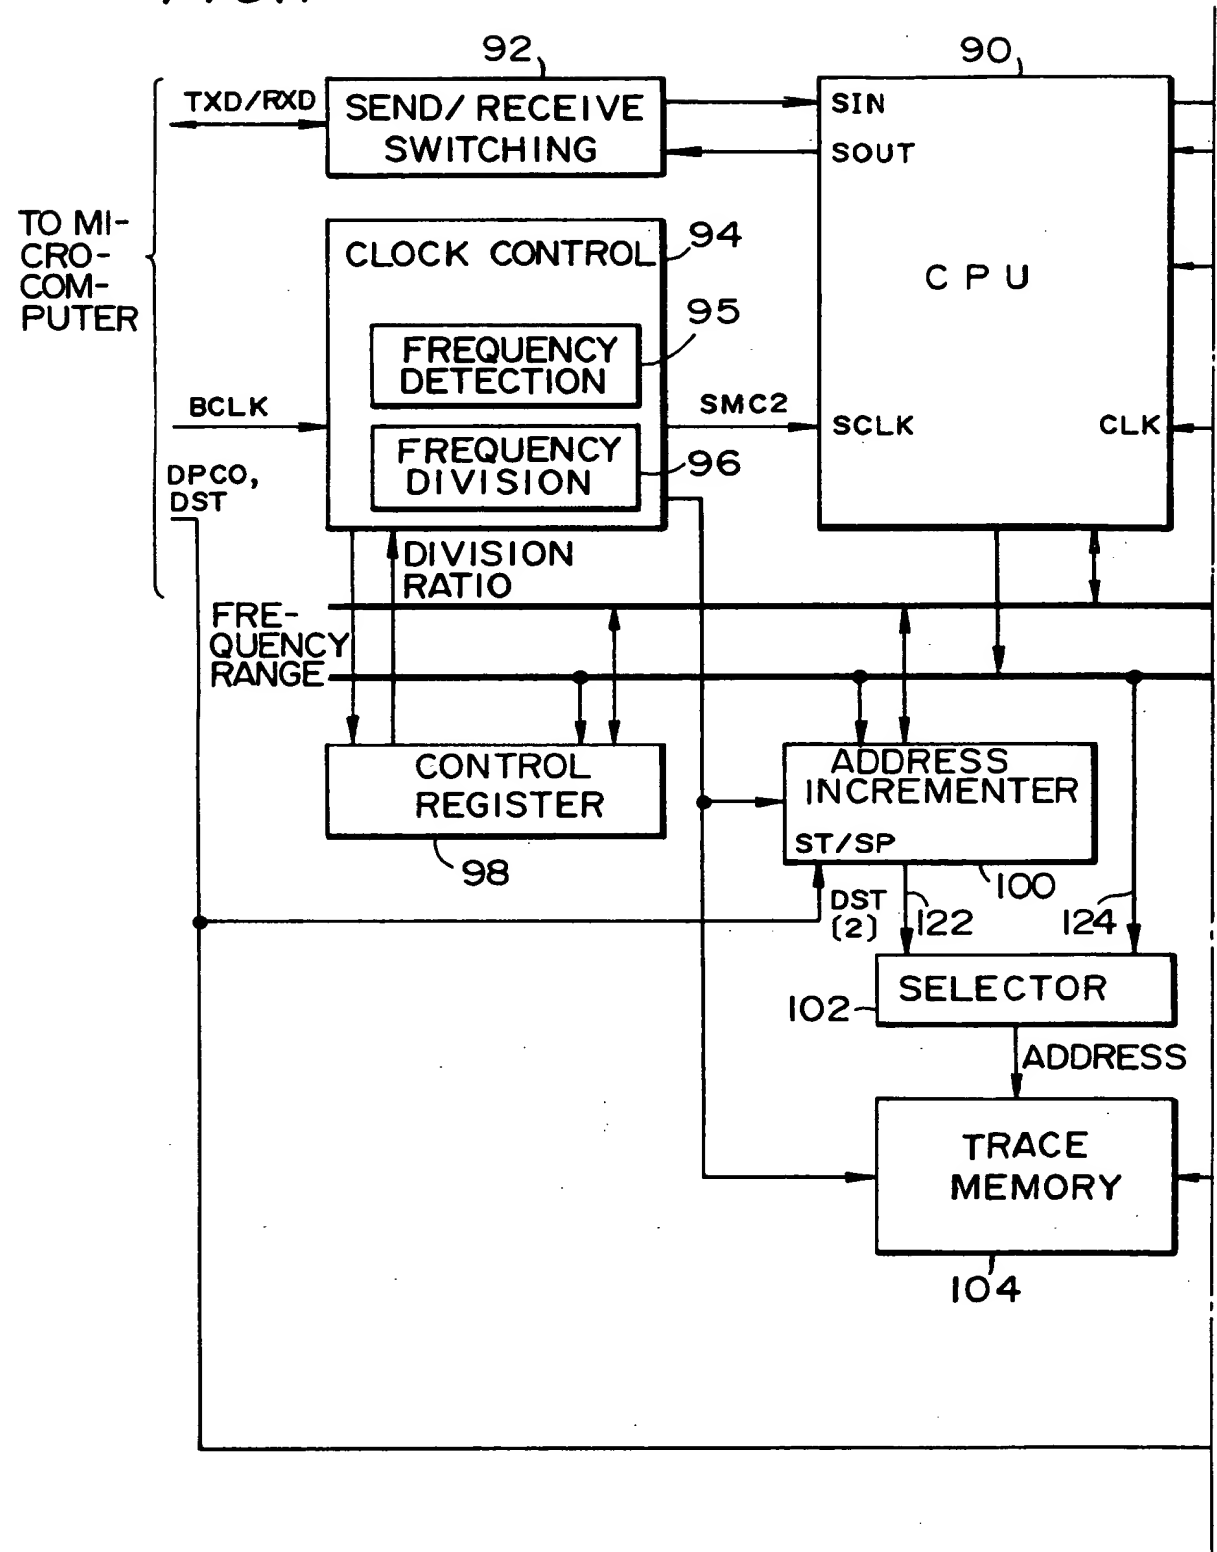 92
90
TXD/RXD
SEND/RECEIVE
SWITCHING
SIN
SOUT
TO MI-
CRO-
COM-
PUTER
CLOCK CONTROL
94
CPU
95
FREQUENCY
DETECTION
BCLK
SMC2
SCLK
CLK
FREQUENCY
DIVISION
96
DPCO,
DST
DIVISION
RATIO
FRE-
QUENCY
RANGE
CONTROL
REGISTER
98
ADDRESS
INCREMENTER
ST/SP
100
DST
(2)
122
124
SELECTOR
102
ADDRESS
TRACE
MEMORY
104